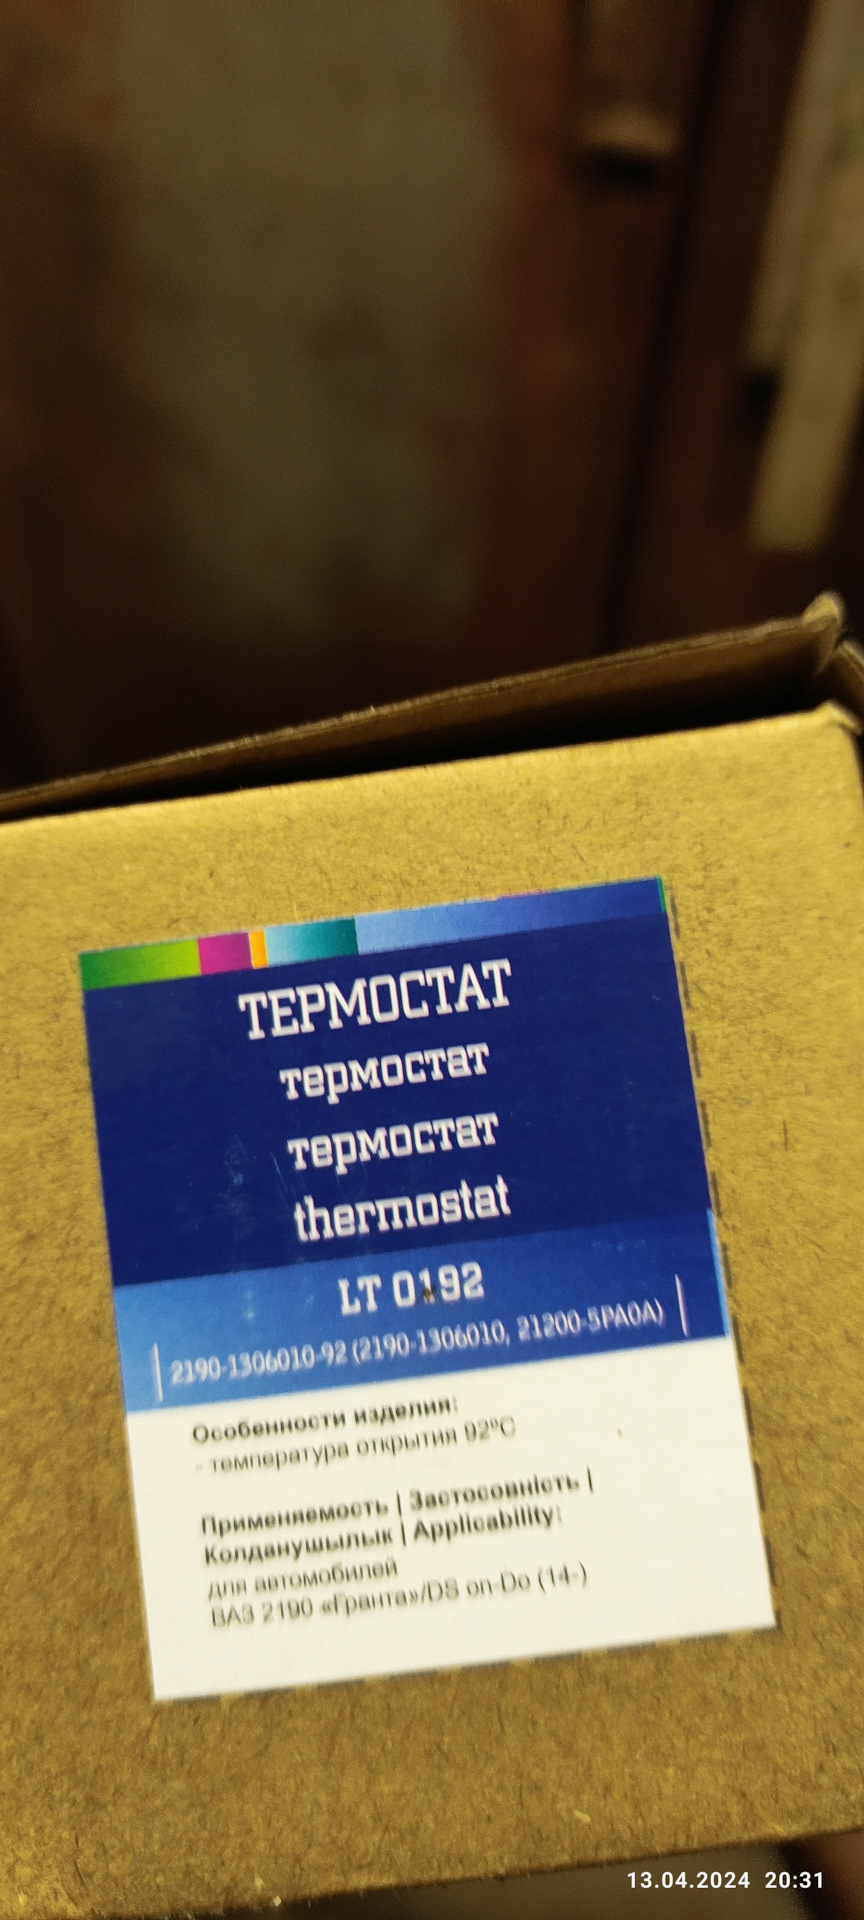 ТЕРМОСТАТ
термостат
термостат
thermostat
LT 0192
2190-1306010-92 (2190-1306010, 21200-5PA0A)
Особенности изделия:
- температура открытия 92°С
Применяемость | Застосовність |
Колданушылык | Applicability:
для автомобилей
ВАЗ 2190 «Гранта»/DS on-Do (14-)
13.04.2024 20:31